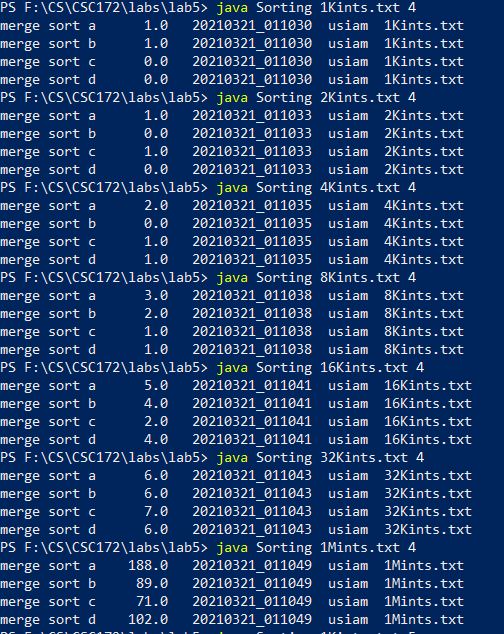 PS F:\CS\CSC172\labs\lab5> java Sorting 1Kints.txt 4
merge sort a 1.0 20210321_011030 usiam 1Kints.txt
merge sort b 1.0 20210321_011030 usiam 1Kints.txt
merge sort c 0.0 20210321_011030 usiam 1Kints.txt
merge sort d 0.0 20210321_011030 usiam 1Kints.txt
PS F:\CS\CSC172\labs\lab5> java Sorting 2Kints.txt 4
merge sort a 1.0 20210321_011033 usiam 2Kints.txt
merge sort b 0.0 20210321_011033 usiam 2Kints.txt
merge sort c 1.0 20210321_011033 usiam 2Kints.txt
merge sort d 0.0 20210321_011033 usiam 2Kints.txt
PS F:\CS\CSC172\labs\lab5> java Sorting 4Kints.txt 4
merge sort a 2.0 20210321_011035 usiam 4Kints.txt
merge sort b 0.0 20210321_011035 usiam 4Kints.txt
merge sort c 1.0 20210321_011035 usiam 4Kints.txt
merge sort d 1.0 20210321_011035 usiam 4Kints.txt
PS F:\CS\CSC172\labs\lab5> java Sorting 8Kints.txt 4
merge sort a 3.0 20210321_011038 usiam 8Kints.txt
merge sort b 2.0 20210321_011038 usiam 8Kints.txt
merge sort c 1.0 20210321_011038 usiam 8Kints.txt
merge sort d 1.0 20210321_011038 usiam 8Kints.txt
PS F:\CS\CSC172\labs\lab5> java Sorting 16Kints.txt 4
merge sort a 5.0 20210321_011041 usiam 16Kints.txt
merge sort b 4.0 20210321_011041 usiam 16Kints.txt
merge sort c 2.0 20210321_011041 usiam 16Kints.txt
merge sort d 4.0 20210321_011041 usiam 16Kints.txt
PS F:\CS\CSC172\labs\lab5> java Sorting 32Kints.txt 4
merge sort a 6.0 20210321_011043 usiam 32Kints.txt
merge sort b 6.0 20210321_011043 usiam 32Kints.txt
merge sort c 7.0 20210321_011043 usiam 32Kints.txt
merge sort d 6.0 20210321_011043 usiam 32Kints.txt
PS F:\CS\CSC172\labs\lab5> java Sorting 1Mints.txt 4
merge sort a 188.0 20210321_011049 usiam 1Mints.txt
merge sort b 89.0 20210321_011049 usiam 1Mints.txt
merge sort c 71.0 20210321_011049 usiam 1Mints.txt
merge sort d 102.0 20210321_011049 usiam 1Mints.txt